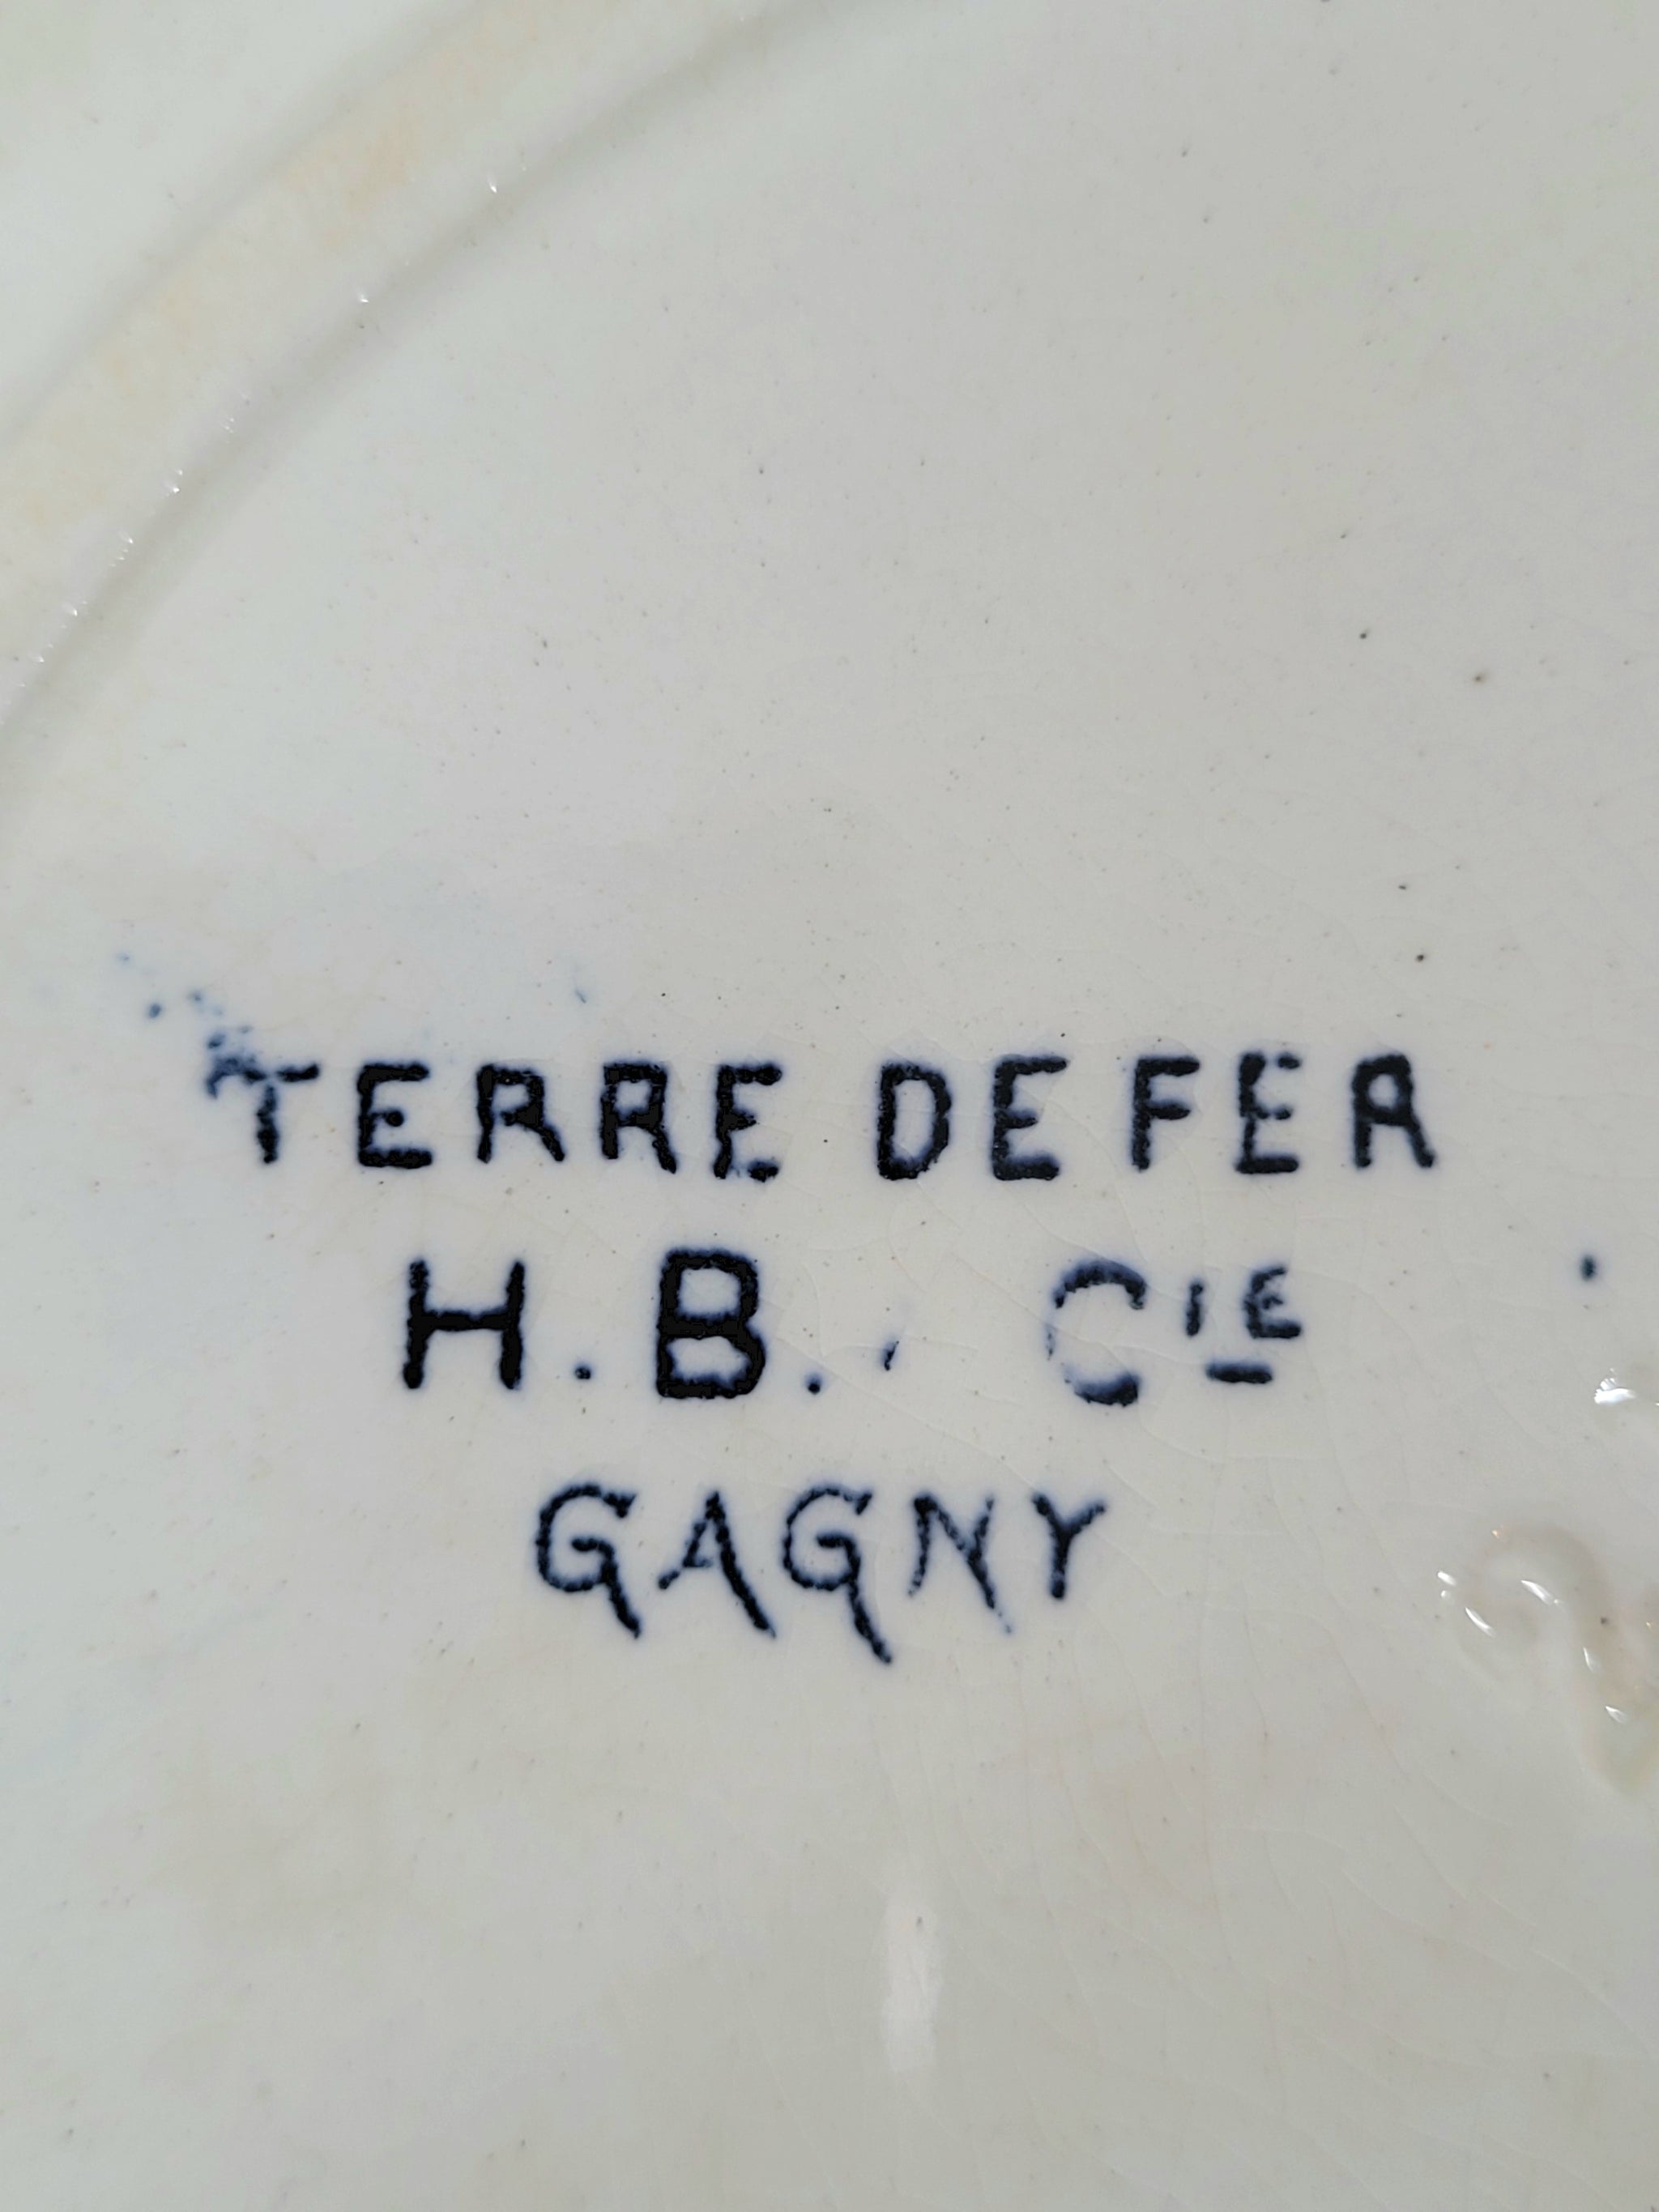 TERRE DE FER
H.B. Cie
GAGNY